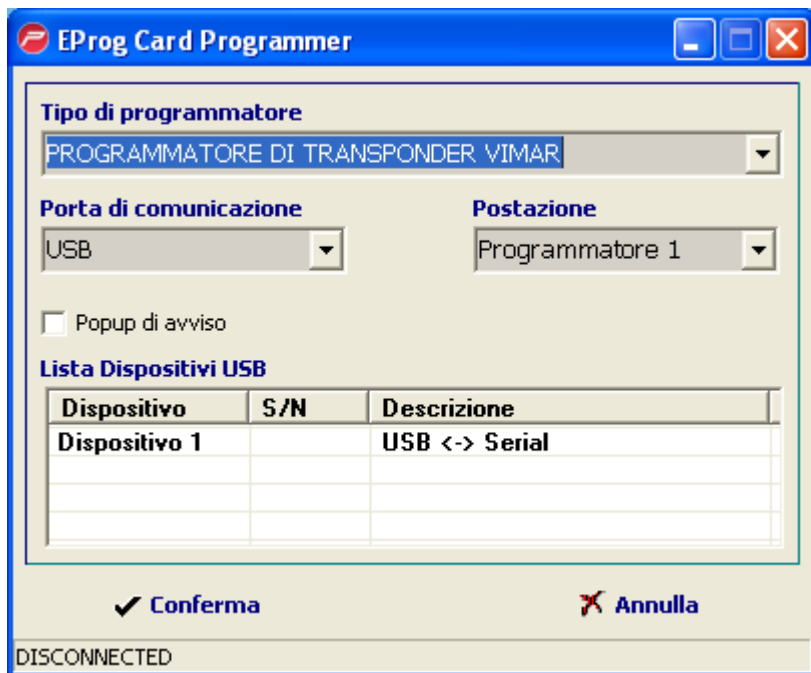 EProg Card Programmer
Tipo di programmatore
PROGRAMMATORE DI TRANSPONDER VIMAR
Porta di comunicazione Postazione
USB Programmatore 1
Popup di avviso
Lista Dispositivi USB
Dispositivo S/N Descrizione
Dispositivo 1 USB <-> Serial
Conferma Annulla
DISCONNECTED